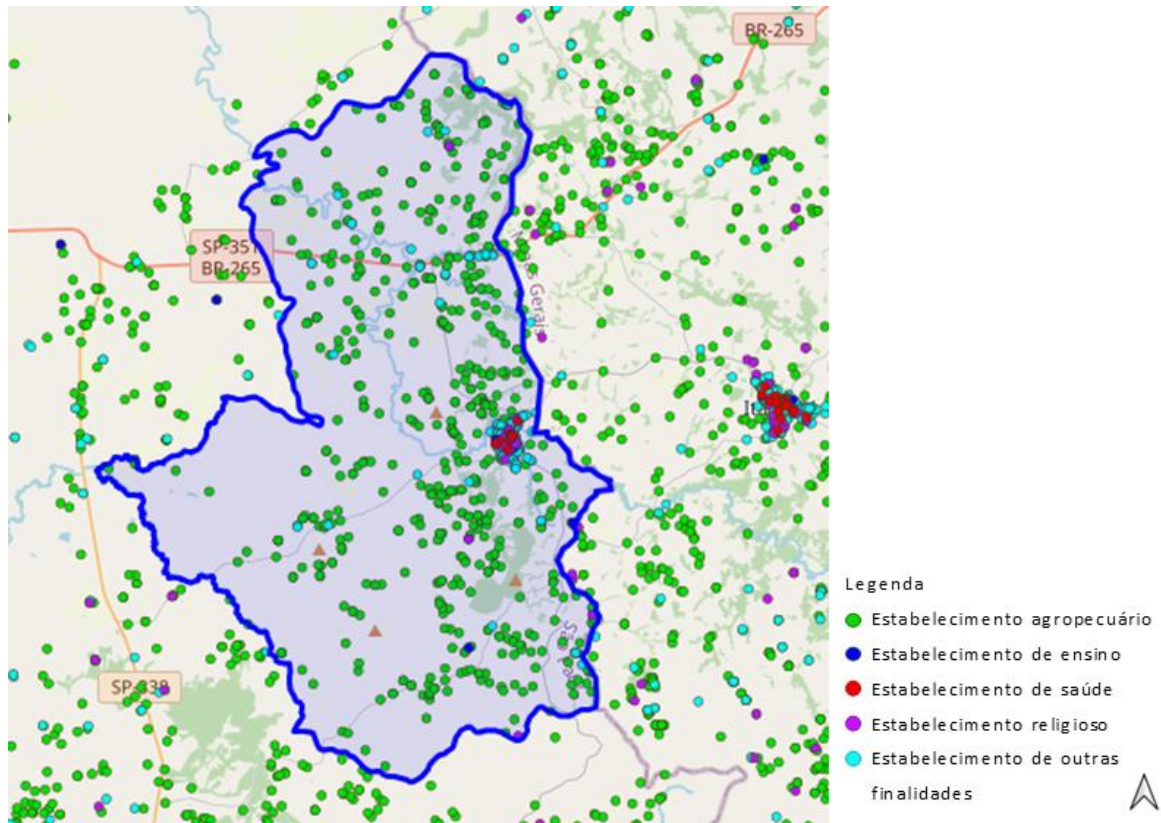 BR-265
SP-351
BR-265
Gerais
SP-338
Legenda
Estabelecimento agropecuário
Estabelecimento de ensino
Estabelecimento de saúde
Estabelecimento religioso
Estabelecimento de outras
finalidades